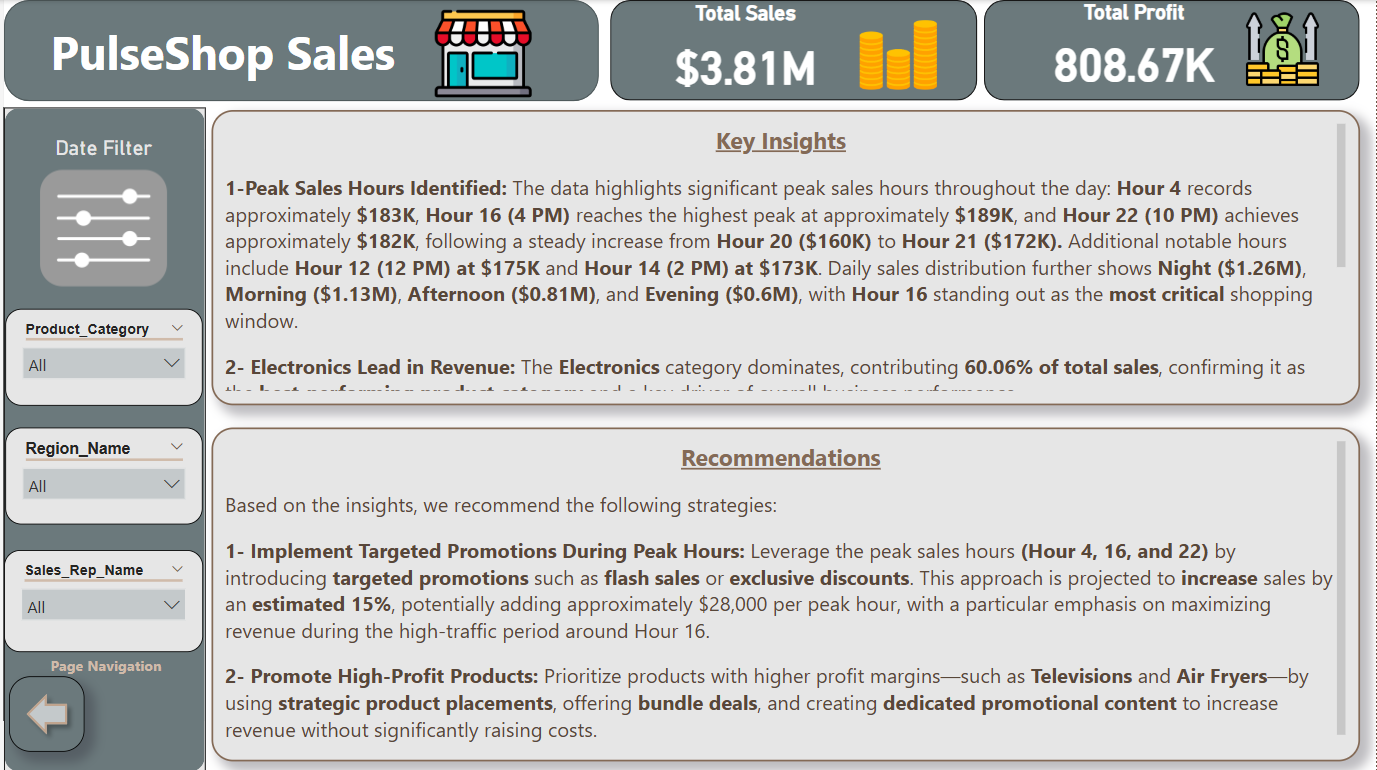 PulseShop Sales
Total Sales
$3.81M
Total Profit
808.67K
Date Filter
Product_Category
All
Region_Name
All
Sales_Rep_Name
All
Page Navigation
Key Insights
1-Peak Sales Hours Identified: The data highlights significant peak sales hours throughout the day: Hour 4 records
approximately $183K, Hour 16 (4 PM) reaches the highest peak at approximately $189K, and Hour 22 (10 PM) achieves
approximately $182K, following a steady increase from Hour 20 ($160K) to Hour 21 ($172K). Additional notable hours
include Hour 12 (12 PM) at $175K and Hour 14 (2 PM) at $173K. Daily sales distribution further shows Night ($1.26M),
Morning ($1.13M), Afternoon ($0.81M), and Evening ($0.6M), with Hour 16 standing out as the most critical shopping
window.
2- Electronics Lead in Revenue: The Electronics category dominates, contributing 60.06% of total sales, confirming it as
the best-performing product category and a key driver of overall business performance.
Recommendations
Based on the insights, we recommend the following strategies:
1- Implement Targeted Promotions During Peak Hours: Leverage the peak sales hours (Hour 4, 16, and 22) by
introducing targeted promotions such as flash sales or exclusive discounts. This approach is projected to increase sales by
an estimated 15%, potentially adding approximately $28,000 per peak hour, with a particular emphasis on maximizing
revenue during the high-traffic period around Hour 16.
2- Promote High-Profit Products: Prioritize products with higher profit margins—such as Televisions and Air Fryers—by
using strategic product placements, offering bundle deals, and creating dedicated promotional content to increase
revenue without significantly raising costs.